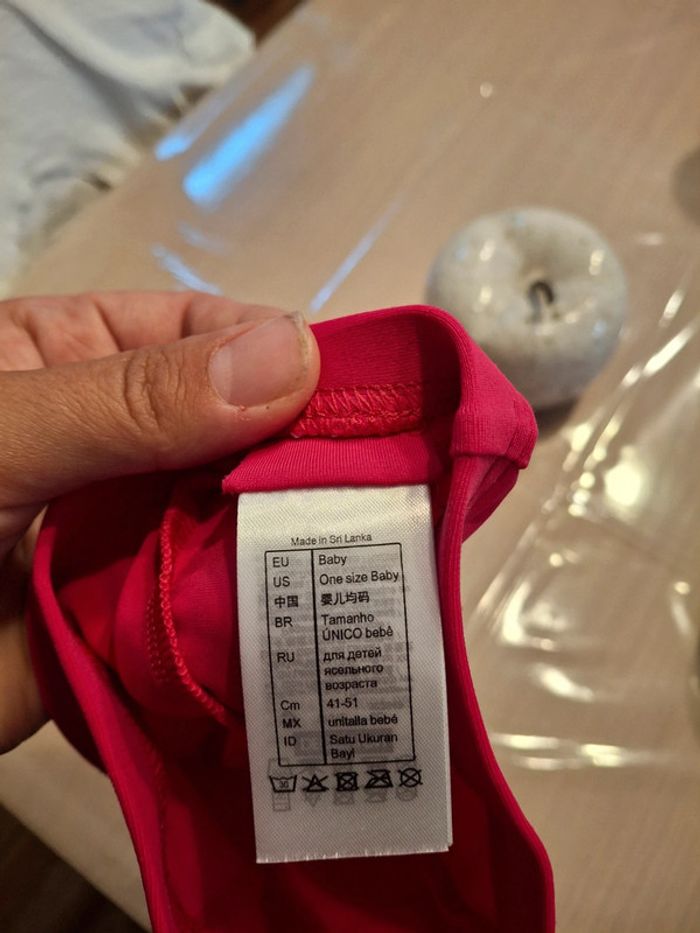 Made in Sri Lanka
EU Baby
US One size Baby
中国 婴儿均码
BR Tamanho
ÚNICO bebê
RU для детей
ясельного
возраста
Cm 41-51
MX unitalla bebé
ID Satu Ukuran
Bayi